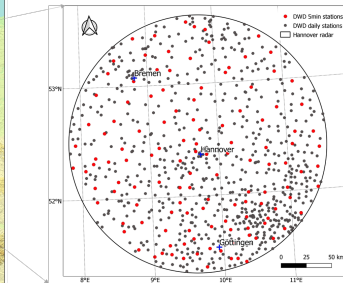 DWD 5min stations
DWD daily stations
Hannover radar
Bremen
53°N
Hannover
52°N
Göttingen
0 25 50 km
8°E 9°E 10°E 11°E